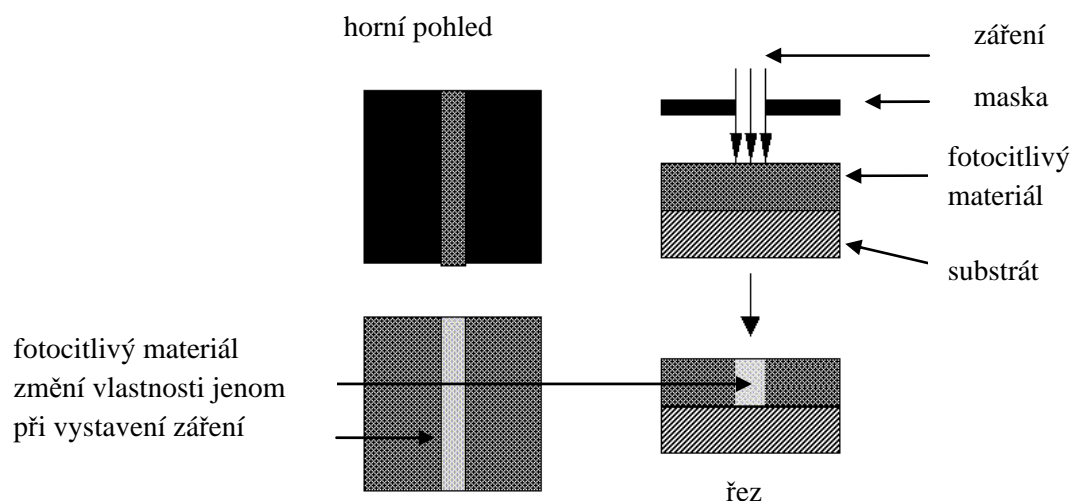 horní pohled
záření
maska
fotocitlivý
materiál
substrát
fotocitlivý materiál
změní vlastnosti jenom
při vystavení záření
řez